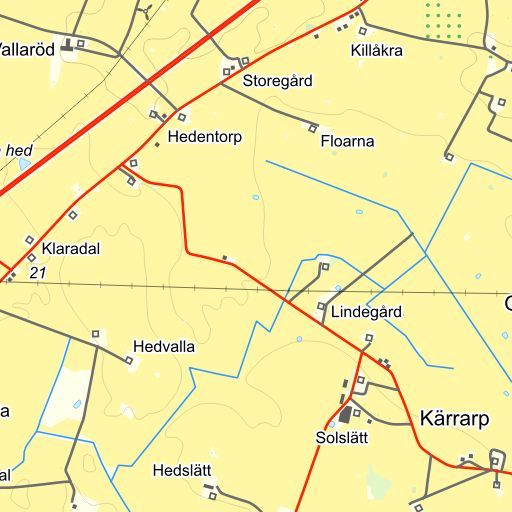 Vallaröd
Killåkra
Storegård
Hedentorp
Floarna
hed
Klaradal
21
Lindegård
Hedvalla
Kärrarp
Solslätt
Hedslätt